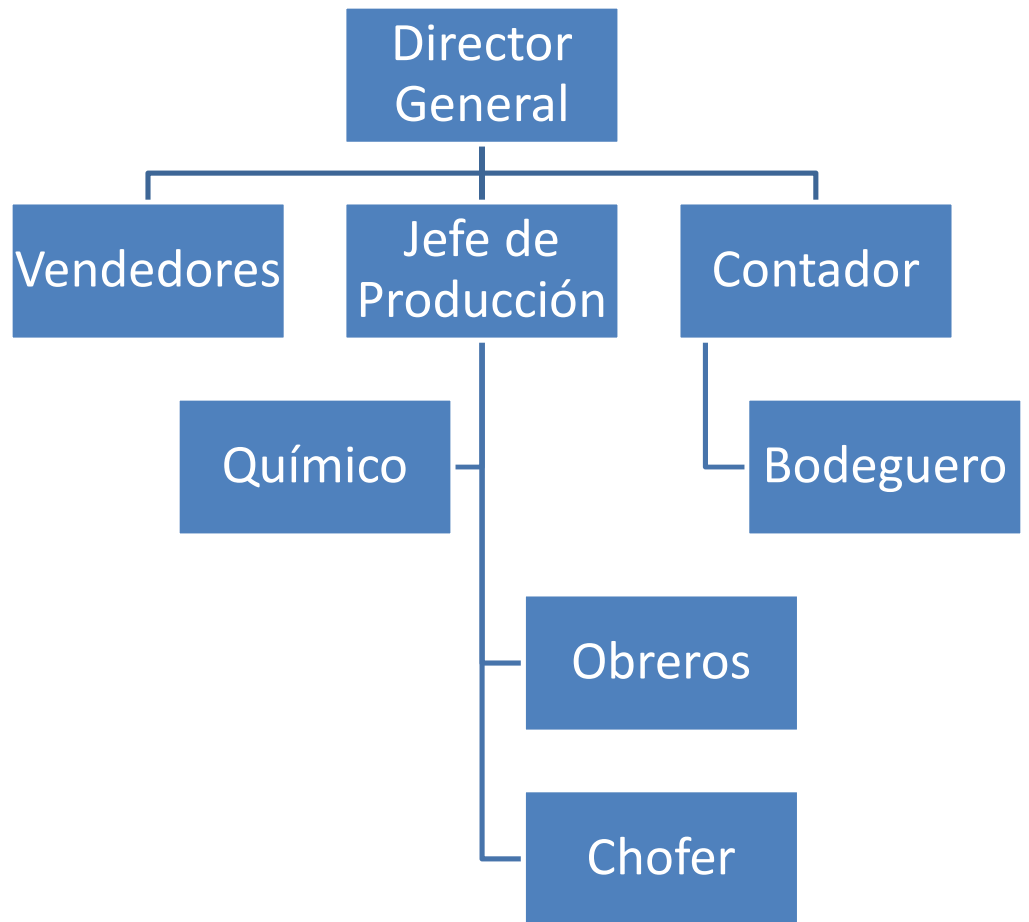 Director
General
Vendedores
Jefe de
Producción
Contador
Químico
Bodeguero
Obreros
Chofer